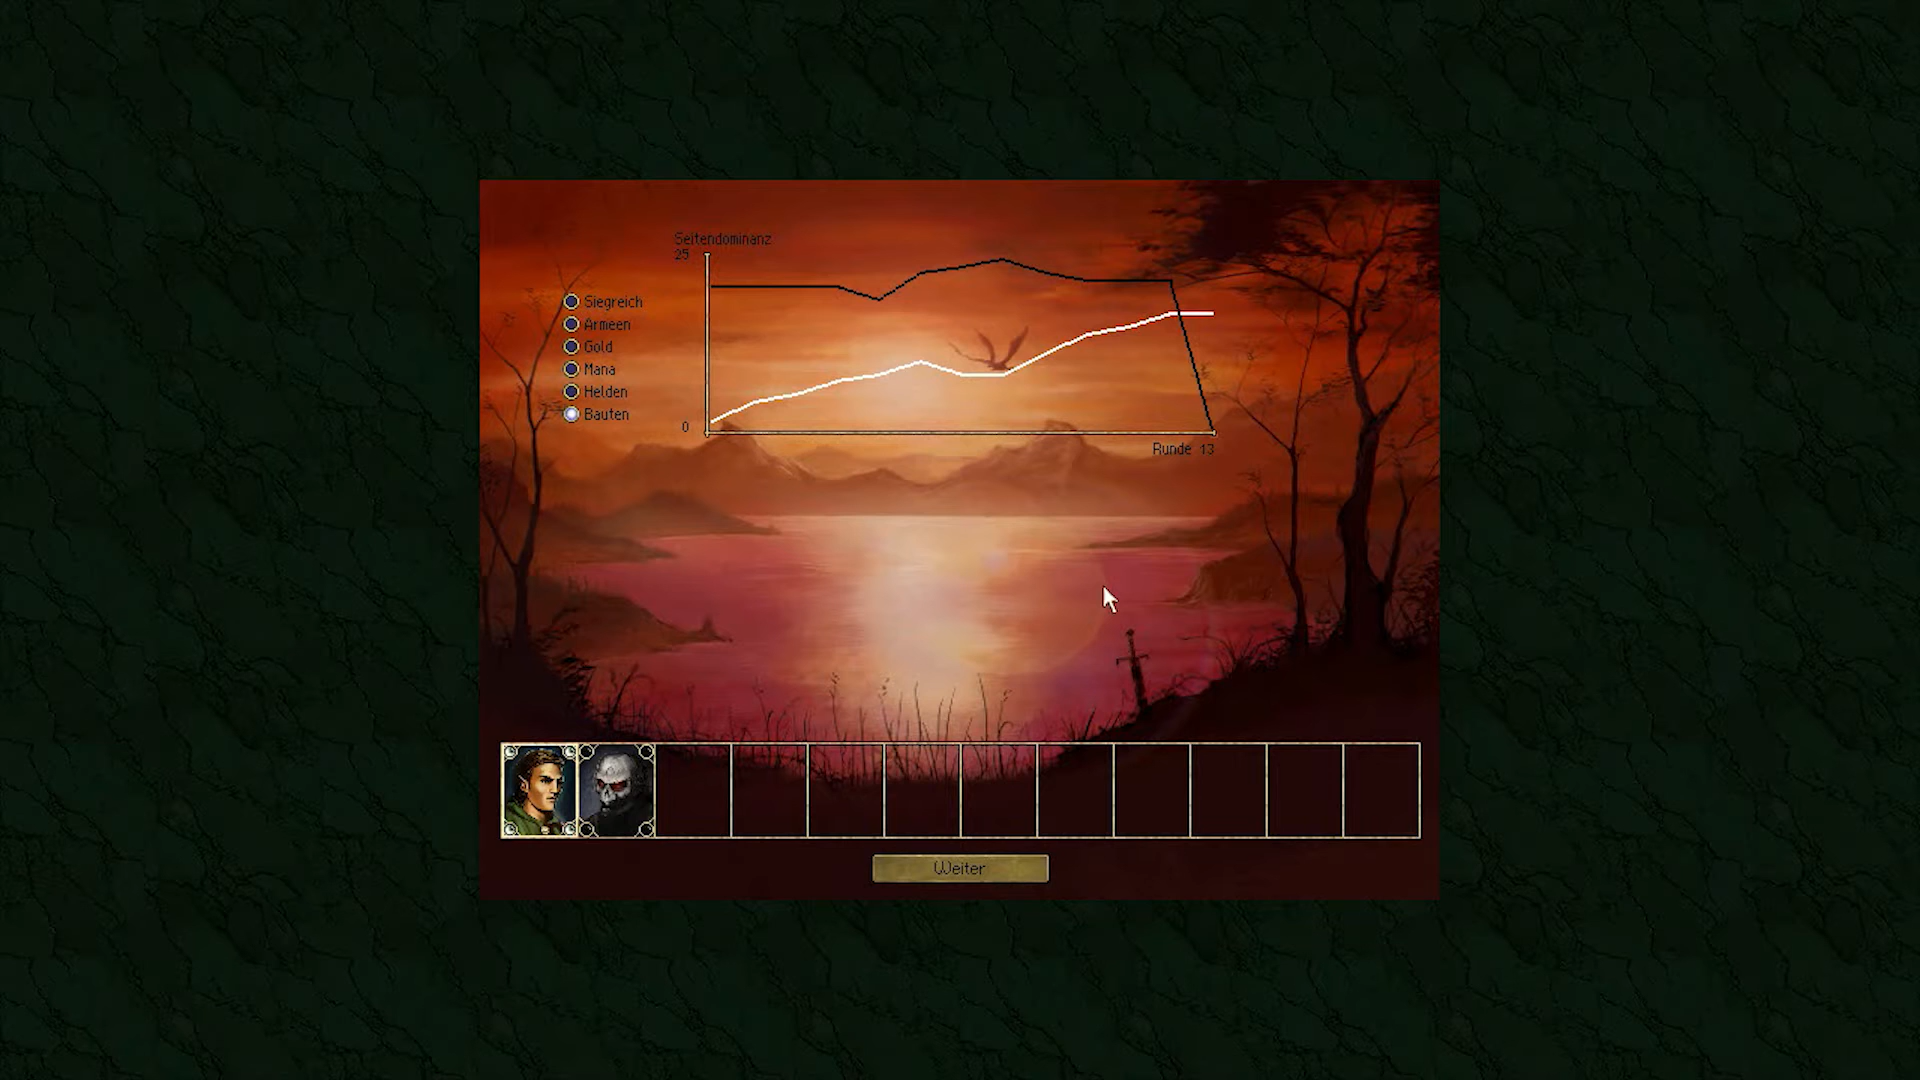 Seitendominanz
25
Siegreich
Armeen
Gold
Mana
Helden
Bauten
0
Runde 13
Weiter